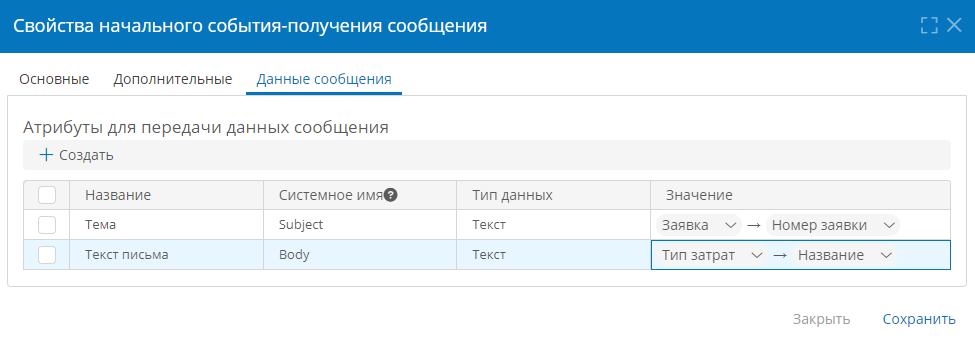 Свойства начального события-получения сообщения
Основные Дополнительные Данные сообщения
Атрибуты для передачи данных сообщения
+ Создать
Название Системное имя? Тип данных Значение
Тема Subject Текст Заявка → Номер заявки
Текст письма Body Текст Тип затрат → Название
Закрыть Сохранить